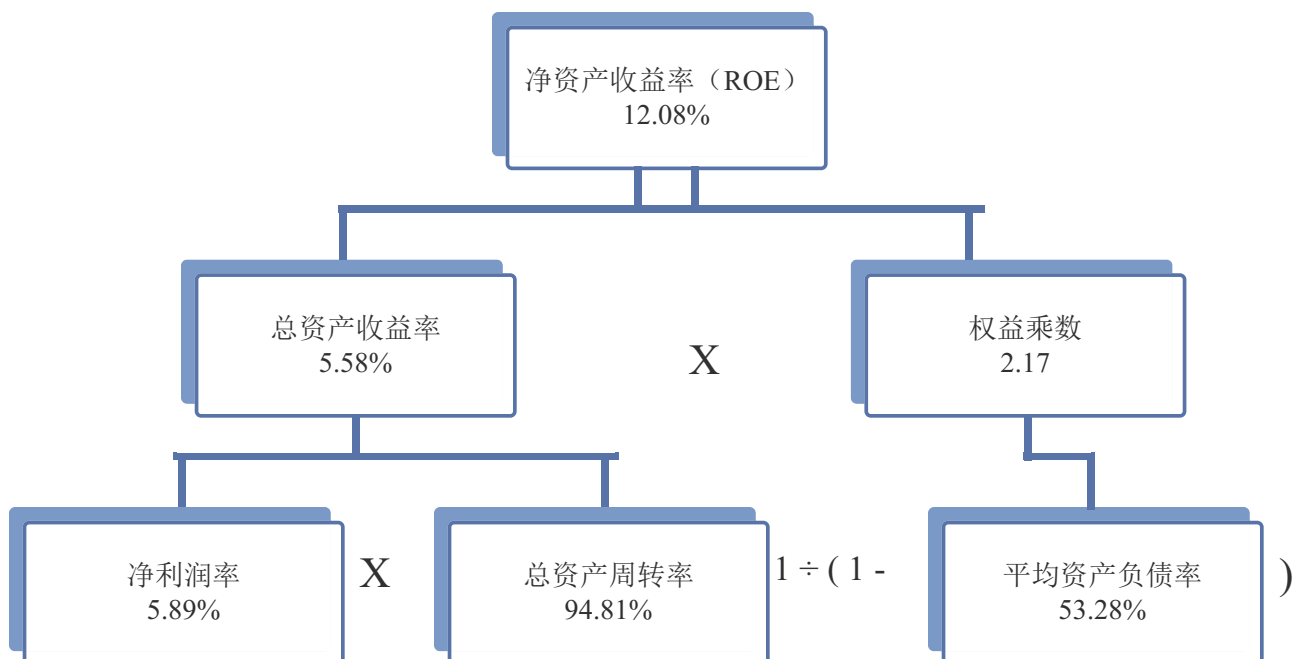 净资产收益率（ROE）
12.08%
总资产收益率
5.58%
X
权益乘数
2.17
净利润率
5.89%
X
总资产周转率
94.81%
1 ÷ ( 1 -
平均资产负债率
53.28%
)